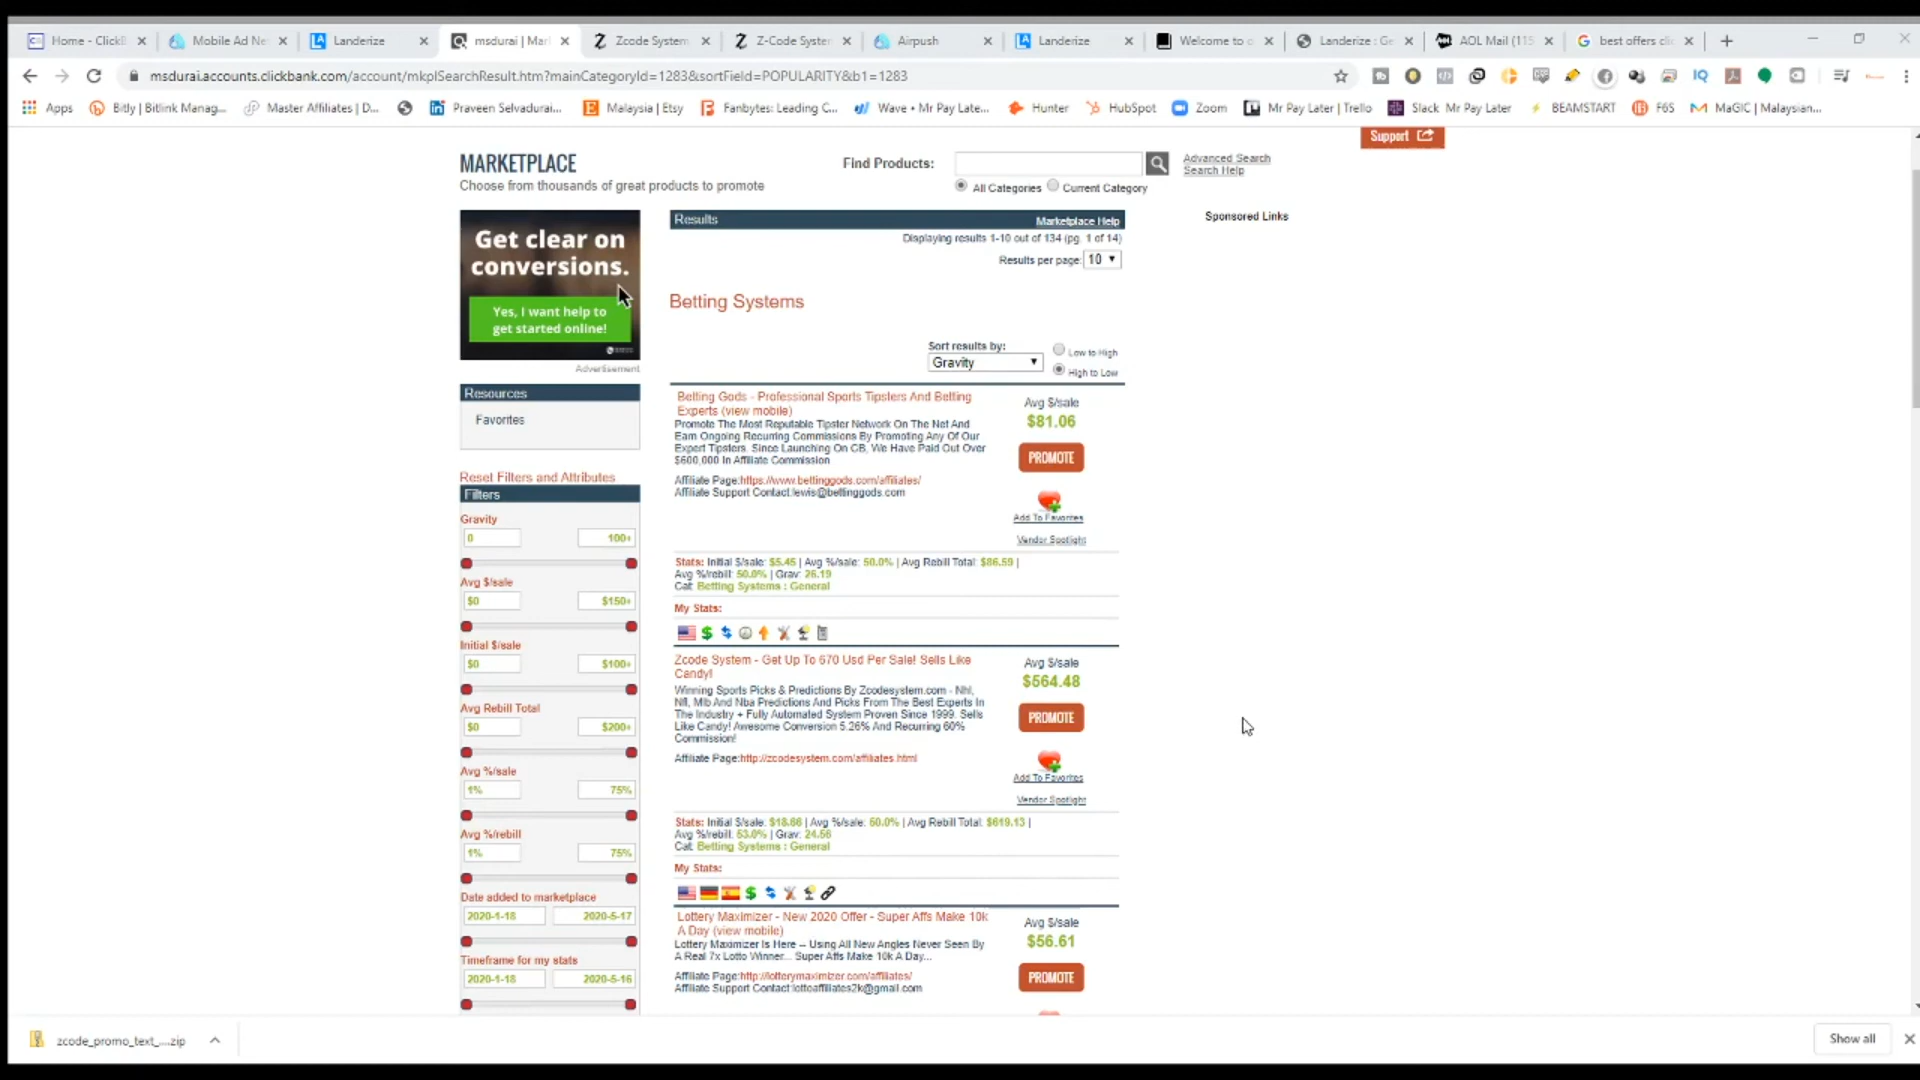 Home - ClickB
Mobile Ad Ne
Landerize
msdurai | Mar
Zcode System
Z-Code Syster
Airpush
Landerize
Welcome to
Landerize : Ge
AOL Mail (115
best offers cli
msdurai.accounts.clickbank.com/account/mkplSearchResult.htm?mainCategoryId=1283&sortField=POPULARITY&b1=1283
Apps
Bitly | Bitlink Manag...
Master Affiliates | D...
Praveen Selvadurai...
Malaysia | Etsy
Fanbytes: Leading C...
Wave • Mr Pay Late...
Hunter
HubSpot
Zoom
Mr Pay Later | Trello
Slack Mr Pay Later
BEAMSTART
F6S
MaGIC | Malaysian...
Support
MARKETPLACE
Choose from thousands of great products to promote
Find Products:
Advanced Search
Search Help
All Categories Current Category
Get clear on
conversions.
Yes, I want help to
get started online!
Advertisement
Results
Marketplace Help
Sponsored Links
Displaying results 1-10 out of 134 (pg. 1 of 14)
Results per page: 10
Betting Systems
Sort results by:
Gravity
Low to High
High to Low
Resources
Favorites
Reset Filters and Attributes
Filters
Gravity
0 100+
Avg $/sale
$0 $150+
Initial $/sale
$0 $100+
Avg Rebill Total
$0 $200+
Avg %/sale
1% 75%
Avg %/rebill
1% 75%
Date added to marketplace
2020-1-18 2020-5-17
Timeframe for my stats
2020-1-18 2020-5-16
Betting Gods - Professional Sports Tipsters And Betting
Experts (view mobile)
Promote The Most Reputable Tipster Network On The Net And
Earn Ongoing Recurring Commissions By Promoting Any Of Our
Expert Tipsters. Since Launching On CB, We Have Paid Out Over
$600,000 In Affiliate Commission
Affiliate Page:https://www.bettinggods.com/affiliates/
Affiliate Support Contact:lewis@bettinggods.com
Avg $/sale
$81.06
PROMOTE
Add To Favorites
Vendor Spotlight
Stats: Initial $/sale: $5.45 | Avg %/sale: 50.0% | Avg Rebill Total: $86.59 |
Avg %/rebill: 50.0% | Grav: 26.19
Cat: Betting Systems : General
My Stats:
Zcode System - Get Up To 670 Usd Per Sale! Sells Like
Candy!
Winning Sports Picks & Predictions By Zcodesystem.com - Nhl,
Nfl, Mlb And Nba Predictions And Picks From The Best Experts In
The Industry + Fully Automated System Proven Since 1999. Sells
Like Candy! Awesome Conversion 5.26% And Recurring 60%
Commission!
Affiliate Page:http://zcodesystem.com/affiliates.html
Avg $/sale
$564.48
PROMOTE
Add To Favorites
Vendor Spotlight
Stats: Initial $/sale: $18.66 | Avg %/sale: 50.0% | Avg Rebill Total: $619.13 |
Avg %/rebill: 53.0% | Grav: 24.56
Cat: Betting Systems : General
My Stats:
Lottery Maximizer - New 2020 Offer - Super Affs Make 10k
A Day (view mobile)
Lottery Maximizer Is Here -- Using All New Angles Never Seen By
A Real 7x Lotto Winner... Super Affs Make 10k A Day...
Affiliate Page:http://lotterymaximizer.com/affiliates/
Affiliate Support Contact:lottoaffiliates2k@gmail.com
Avg $/sale
$56.61
PROMOTE
zcode_promo_text_....zip
Show all